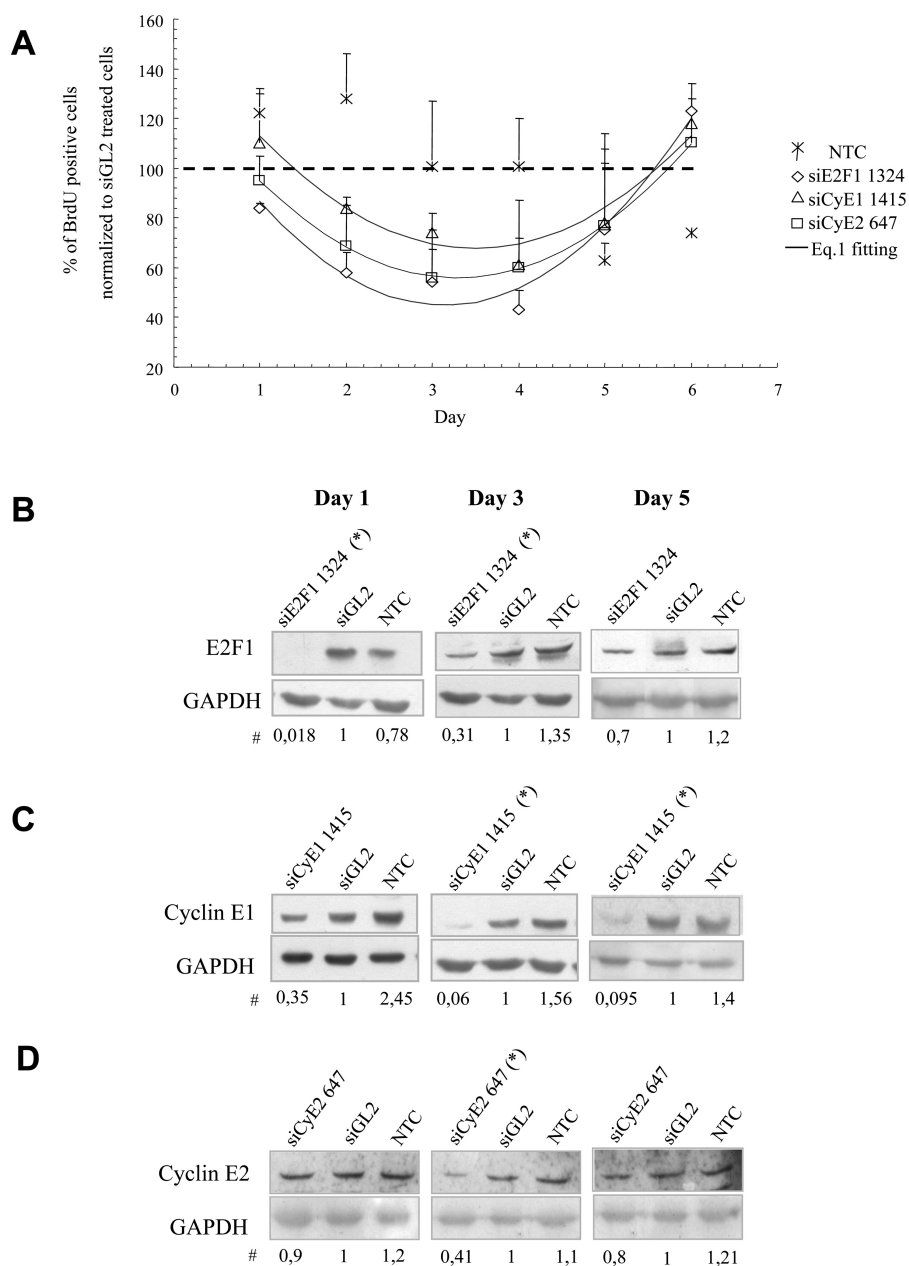 A
% of BrdU positive cells
normalized to siGL2 treated cells
160
140
120
100
80
60
40
20
0 1 2 3 4 5 6 7
Day
NTC
siE2F1 1324
siCyE1 1415
siCyE2 647
Eq.1 fitting
B
Day 1 Day 3 Day 5
siE2F1 1324 (*) siGL2 NTC siE2F1 1324 (*) siGL2 NTC siE2F1 1324 siGL2 NTC
E2F1
GAPDH
# 0,018 1 0,78 0,31 1 1,35 0,7 1 1,2
C
siCyE1 1415 siGL2 NTC siCyE1 1415 (*) siGL2 NTC siCyE1 1415 (*) siGL2 NTC
Cyclin E1
GAPDH
# 0,35 1 2,45 0,06 1 1,56 0,095 1 1,4
D
siCyE2 647 siGL2 NTC siCyE2 647 (*) siGL2 NTC siCyE2 647 siGL2 NTC
Cyclin E2
GAPDH
# 0,9 1 1,2 0,41 1 1,1 0,8 1 1,21